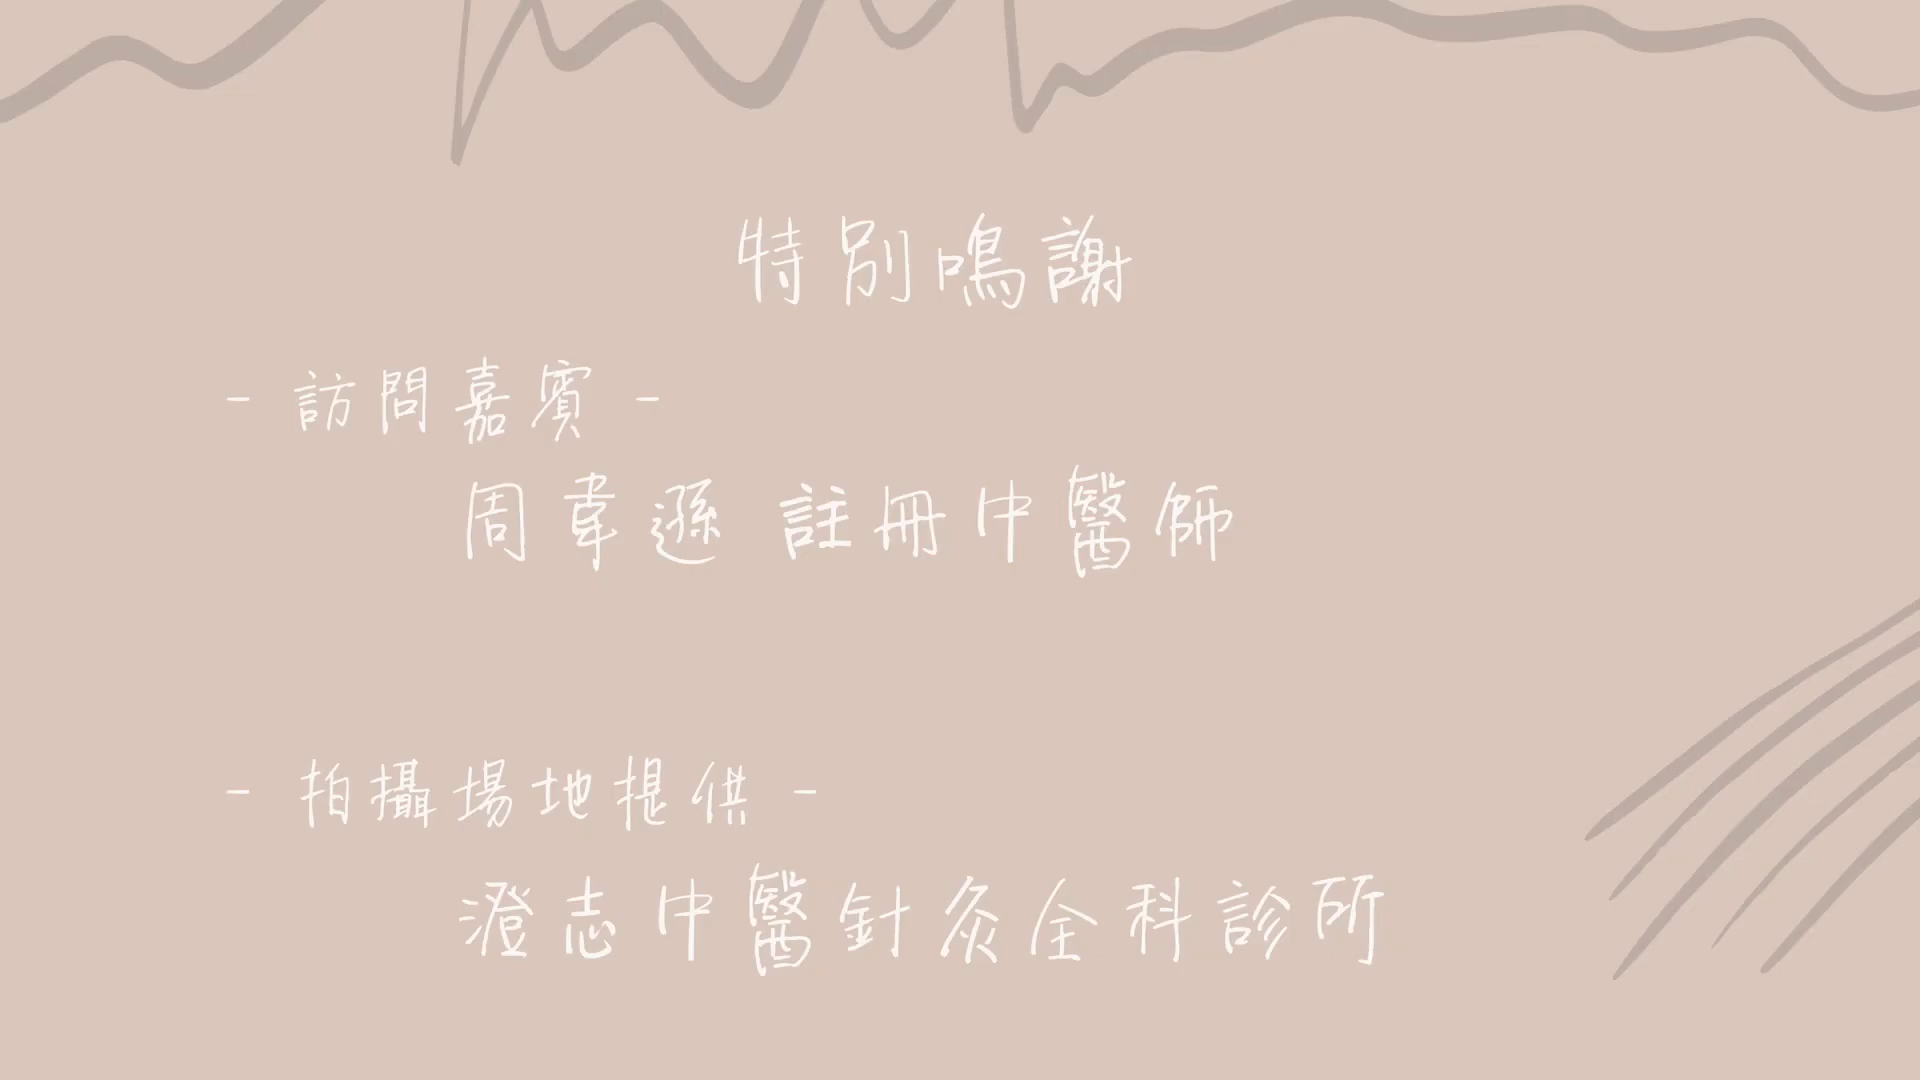 特別鳴謝
- 訪問嘉賓 -
周韋遜 註冊中醫師
- 拍攝場地提供 -
澄志中醫針灸全科診所